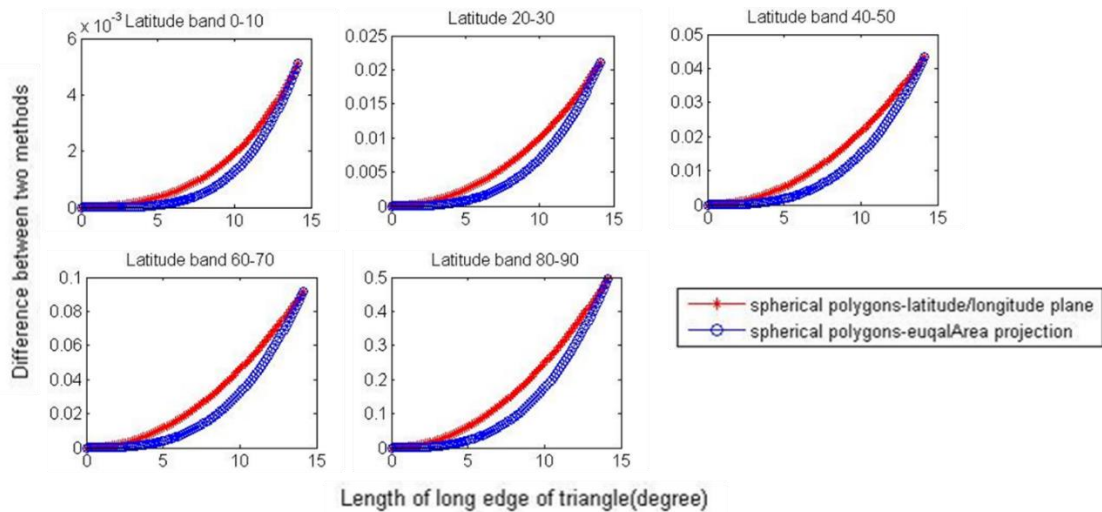 x 10⁻³ Latitude band 0-10
Latitude 20-30
Latitude band 40-50
6
4
2
0
0 5 10 15
0.025
0.02
0.015
0.01
0.005
0
0 5 10 15
0.05
0.04
0.03
0.02
0.01
0
0 5 10 15
Difference between two methods
Latitude band 60-70
Latitude band 80-90
0.1
0.08
0.06
0.04
0.02
0
0 5 10 15
0.5
0.4
0.3
0.2
0.1
0
0 5 10 15
spherical polygons-latitude/longitude plane
spherical polygons-euqalArea projection
Length of long edge of triangle(degree)